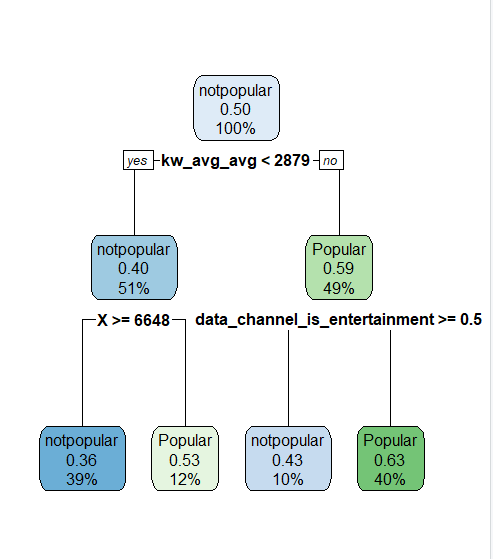 notpopular
0.50
100%
yes kw_avg_avg < 2879 no
notpopular
0.40
51%
Popular
0.59
49%
X >= 6648
data_channel_is_entertainment >= 0.5
notpopular
0.36
39%
Popular
0.53
12%
notpopular
0.43
10%
Popular
0.63
40%